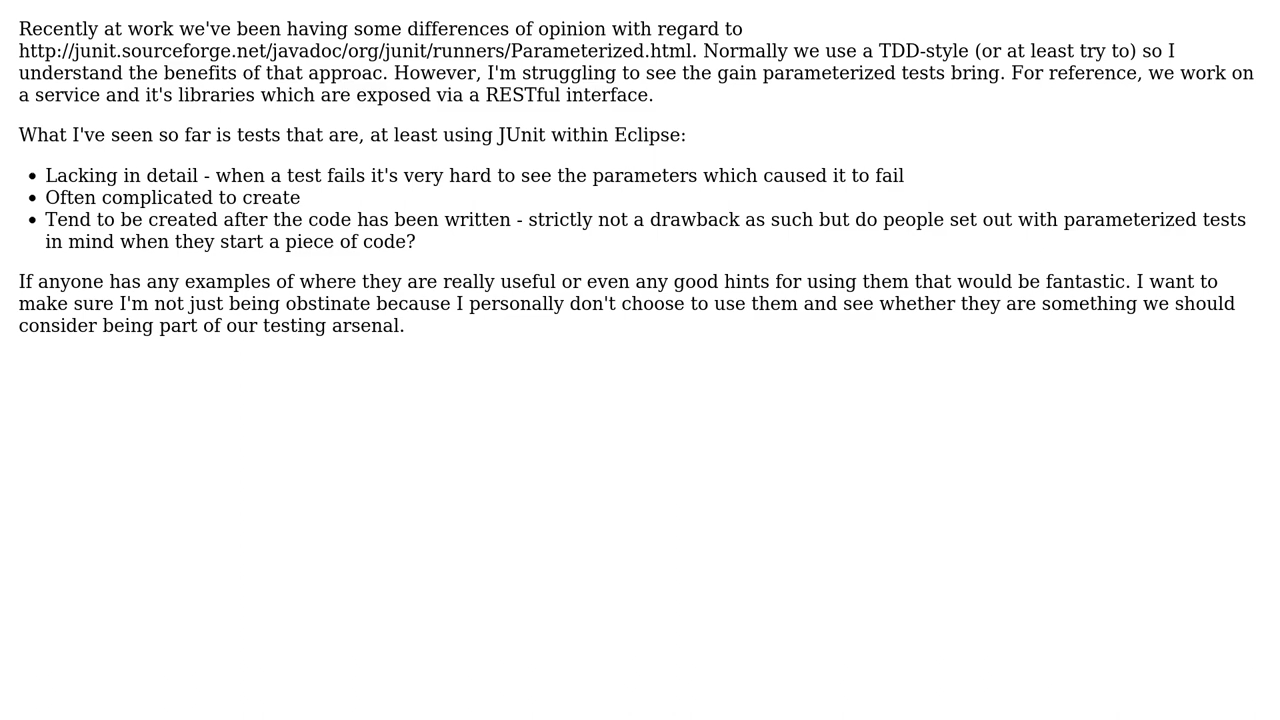 Recently at work we've been having some differences of opinion with regard to
http://junit.sourceforge.net/javadoc/org/junit/runners/Parameterized.html. Normally we use a TDD-style (or at least try to) so I
understand the benefits of that approac. However, I'm struggling to see the gain parameterized tests bring. For reference, we work on
a service and it's libraries which are exposed via a RESTful interface.
What I've seen so far is tests that are, at least using JUnit within Eclipse:
• Lacking in detail - when a test fails it's very hard to see the parameters which caused it to fail
• Often complicated to create
• Tend to be created after the code has been written - strictly not a drawback as such but do people set out with parameterized tests
in mind when they start a piece of code?
If anyone has any examples of where they are really useful or even any good hints for using them that would be fantastic. I want to
make sure I'm not just being obstinate because I personally don't choose to use them and see whether they are something we should
consider being part of our testing arsenal.